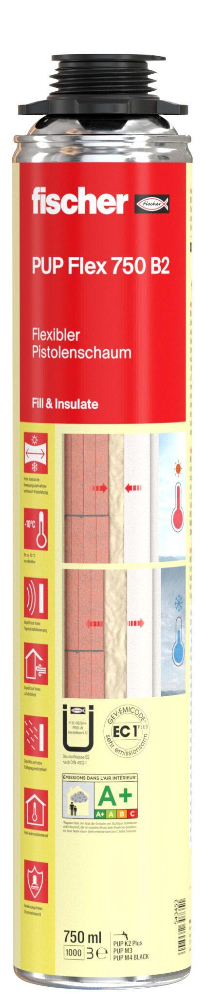 fischer fischer
PUP Flex 750 B2
Flexibler
Pistolenschaum
Fill & Insulate
Hohe elastische
Bewegungsaufnahme
verhindert Rissbildung
-10°C
Bis zu -10 °C
verarbeitbar
Geprüft auf hohe
Fugenschalldämmung
Geprüft auf hohe
Luftdichtheit
Geprüfte auf hohe
Schlagregendichtheit
Hoch wärmedämmend
Verklebungsfreies
Sicherheitsventil
fischer
P-18-002641-
PR01-ift
Herstellwerk 12
Baustoffklasse B2
nach DIN 4102-1
GEV-EMICODE®
EC 1 PLUS
sehr emissionsarm
ÉMISSIONS DANS L'AIR INTÉRIEUR*
A+
A+ A B C
*Angaben über den Grad der Emission von flüchtigen Substanzen
in der Raumluft, die ein toxisches Risiko beim Einatmen darstellen,
auf einer Skala von A+ (sehr emissionsarm) bis C (hohe Emission)
543453
750 ml
1000 3 e
PUP K2 Plus
PUP M3
PUP M4 BLACK